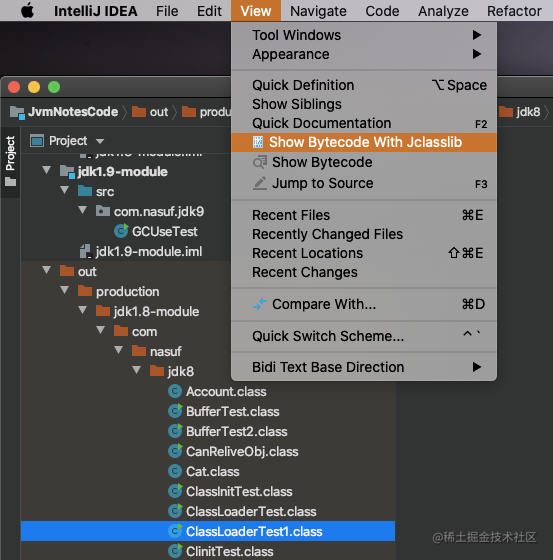 IntelliJ IDEA File Edit View Navigate Code Analyze Refactor
Tool Windows
Appearance
Quick Definition ⌥Space
Show Siblings
Quick Documentation F2
Show Bytecode With Jclasslib
Show Bytecode
Jump to Source F3
Recent Files ⌘E
Recently Changed Files
Recent Locations ⇧⌘E
Recent Changes
Compare With... ⌘D
Quick Switch Scheme... ⌃`
Bidi Text Base Direction
JvmNotesCode out produ jdk8
Project
Project
jdk1.9-module
src
com.nasuf.jdk9
GCUseTest
jdk1.9-module.iml
out
production
jdk1.8-module
com
nasuf
jdk8
Account.class
BufferTest.class
BufferTest2.class
CanReliveObj.class
Cat.class
ClassInitTest.class
ClassLoaderTest.class
ClassLoaderTest1.class
ClinitTest.class
@稀土掘金技术社区